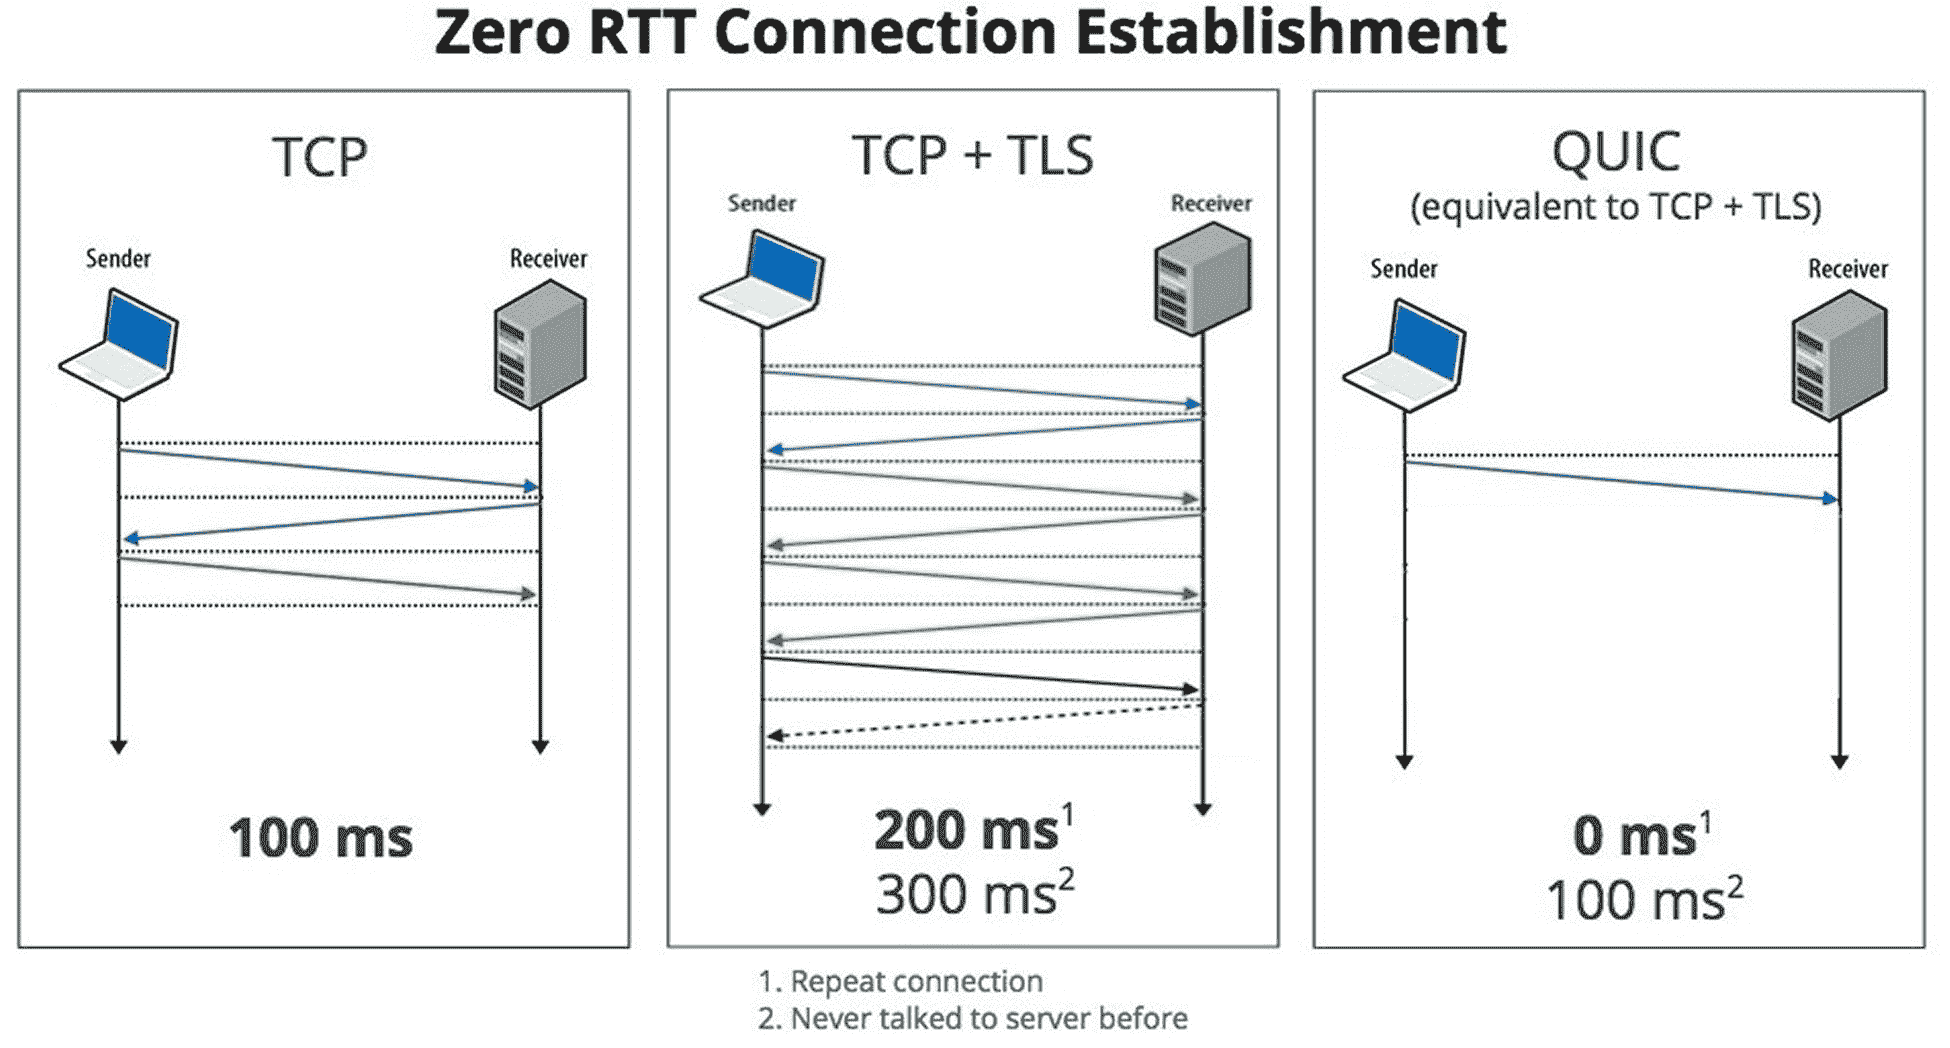 Zero RTT Connection Establishment
TCP
Sender
Receiver
100 ms
TCP + TLS
Sender
Receiver
200 ms¹
300 ms²
QUIC
(equivalent to TCP + TLS)
Sender
Receiver
0 ms¹
100 ms²
1. Repeat connection
2. Never talked to server before